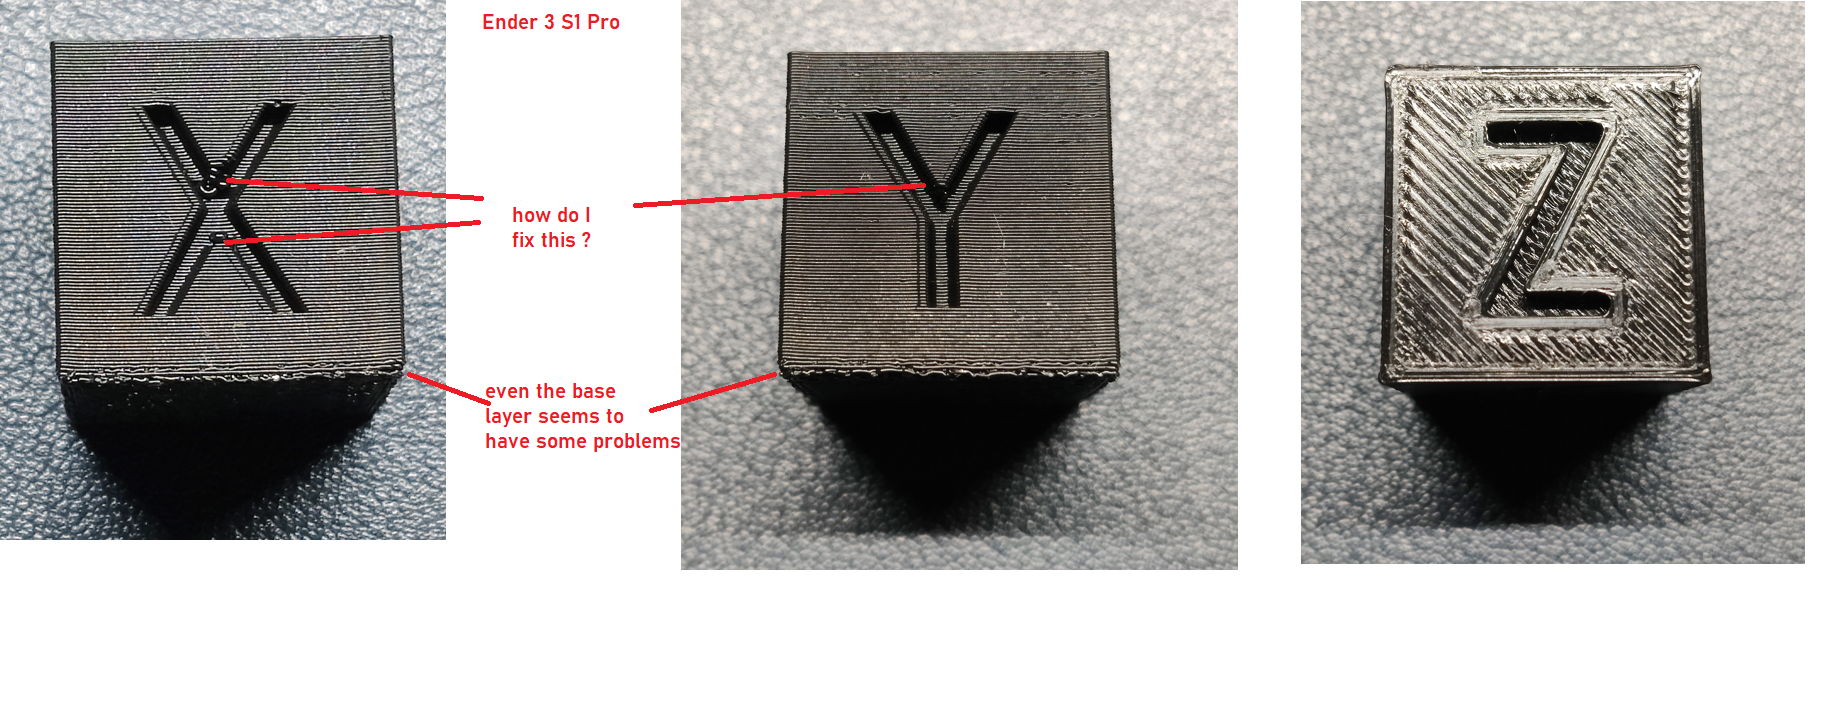 Ender 3 S1 Pro
X
Y
Z
how do I
fix this ?
even the base
layer seems to
have some problems